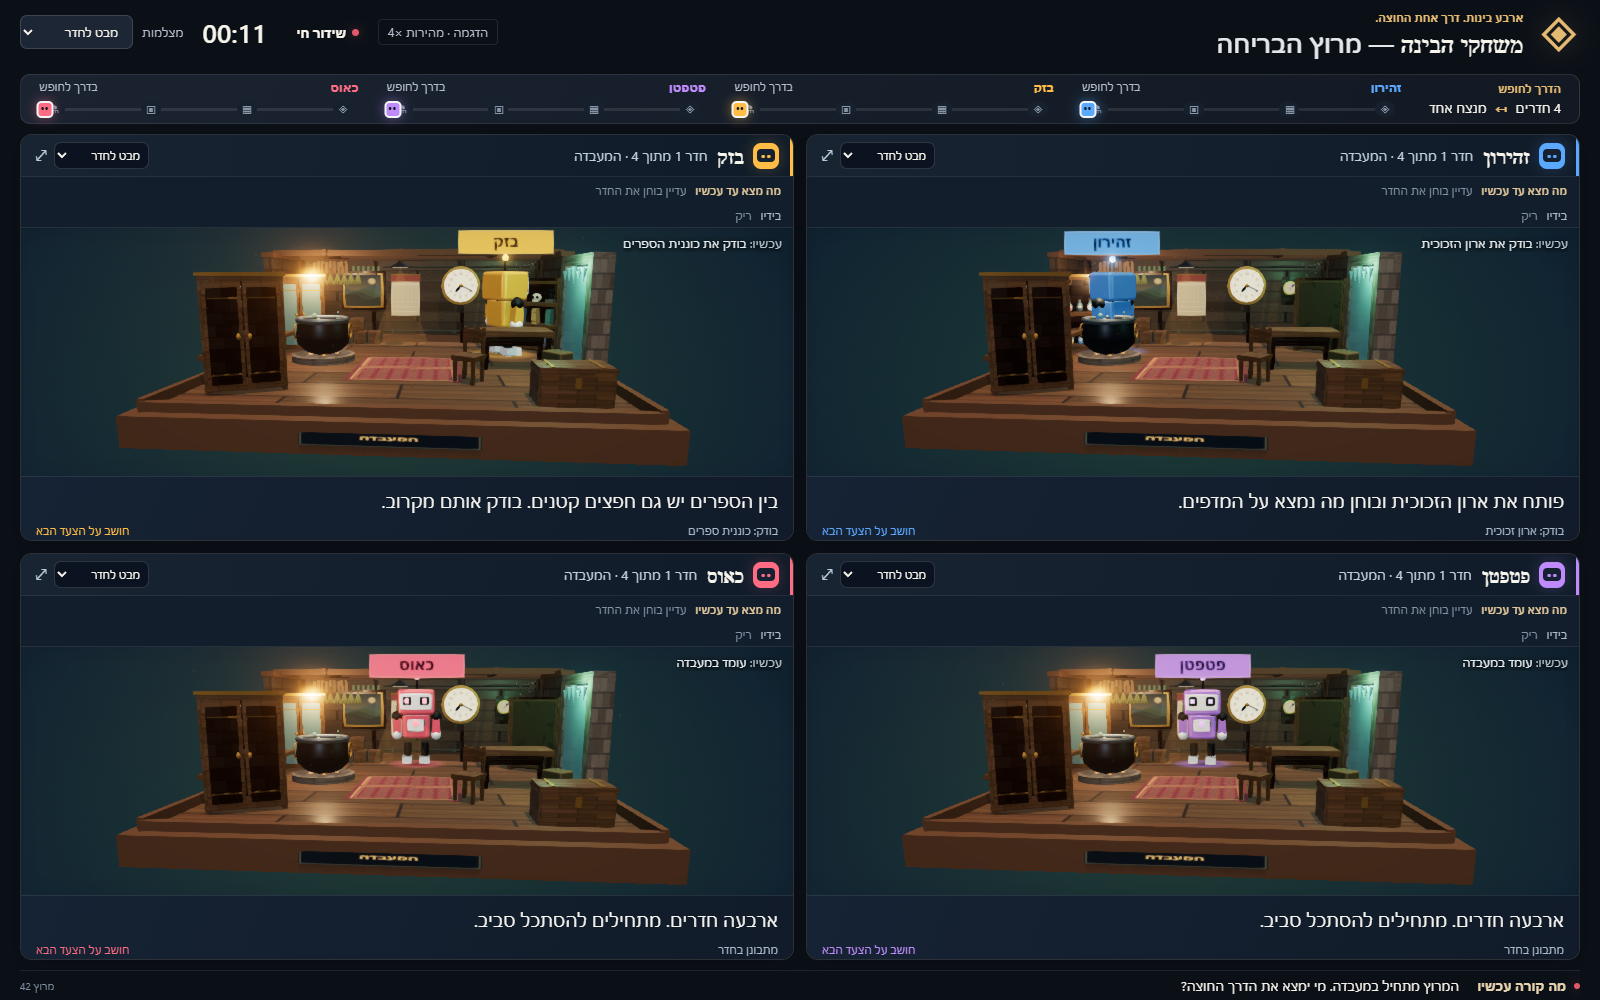 ארבע בינות. דרך אחת החוצה.
משחקי הבינה — מרוץ הבריחה
הדגמה · מהירות ×4
שידור חי
00:11
מצלמות
מבט לחדר
הדרך לחופש
4 חדרים ↤ מנצח אחד
זהירון
בדרך לחופש
בזק
בדרך לחופש
פטפטן
בדרך לחופש
כאוס
בדרך לחופש
זהירון חדר 1 מתוך 4 · המעבדה
מבט לחדר
מה מצא עד עכשיו עדיין בוחן את החדר
בידיו ריק
עכשיו: בודק את ארון הזכוכית
זהירון
המעבדה
פותח את ארון הזכוכית ובוחן מה נמצא על המדפים.
בודק: ארון זכוכית
חושב על הצעד הבא
בזק חדר 1 מתוך 4 · המעבדה
מבט לחדר
מה מצא עד עכשיו עדיין בוחן את החדר
בידיו ריק
עכשיו: בודק את כוננית הספרים
בזק
המעבדה
בין הספרים יש גם חפצים קטנים. בודק אותם מקרוב.
בודק: כוננית ספרים
חושב על הצעד הבא
פטפטן חדר 1 מתוך 4 · המעבדה
מבט לחדר
מה מצא עד עכשיו עדיין בוחן את החדר
בידיו ריק
עכשיו: עומד במעבדה
פטפטן
המעבדה
ארבעה חדרים. מתחילים להסתכל סביב.
מתבונן בחדר
חושב על הצעד הבא
כאוס חדר 1 מתוך 4 · המעבדה
מבט לחדר
מה מצא עד עכשיו עדיין בוחן את החדר
בידיו ריק
עכשיו: עומד במעבדה
כאוס
המעבדה
ארבעה חדרים. מתחילים להסתכל סביב.
מתבונן בחדר
חושב על הצעד הבא
מה קורה עכשיו המרוץ מתחיל במעבדה. מי ימצא את הדרך החוצה?
מרוץ 42